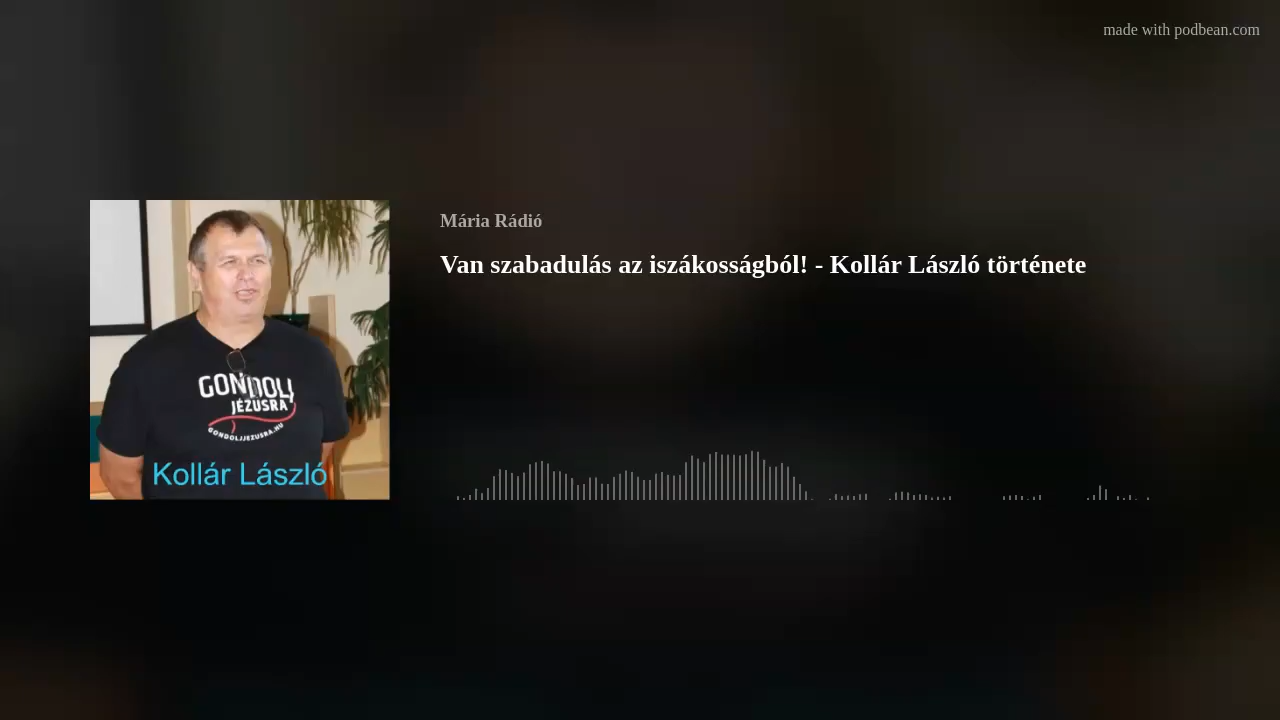 made with podbean.com
Mária Rádió
Van szabadulás az iszákosságból! - Kollár László története
GONDOLJ
JÉZUSRA
GONDOLJJEZUSRA.HU
Kollár László